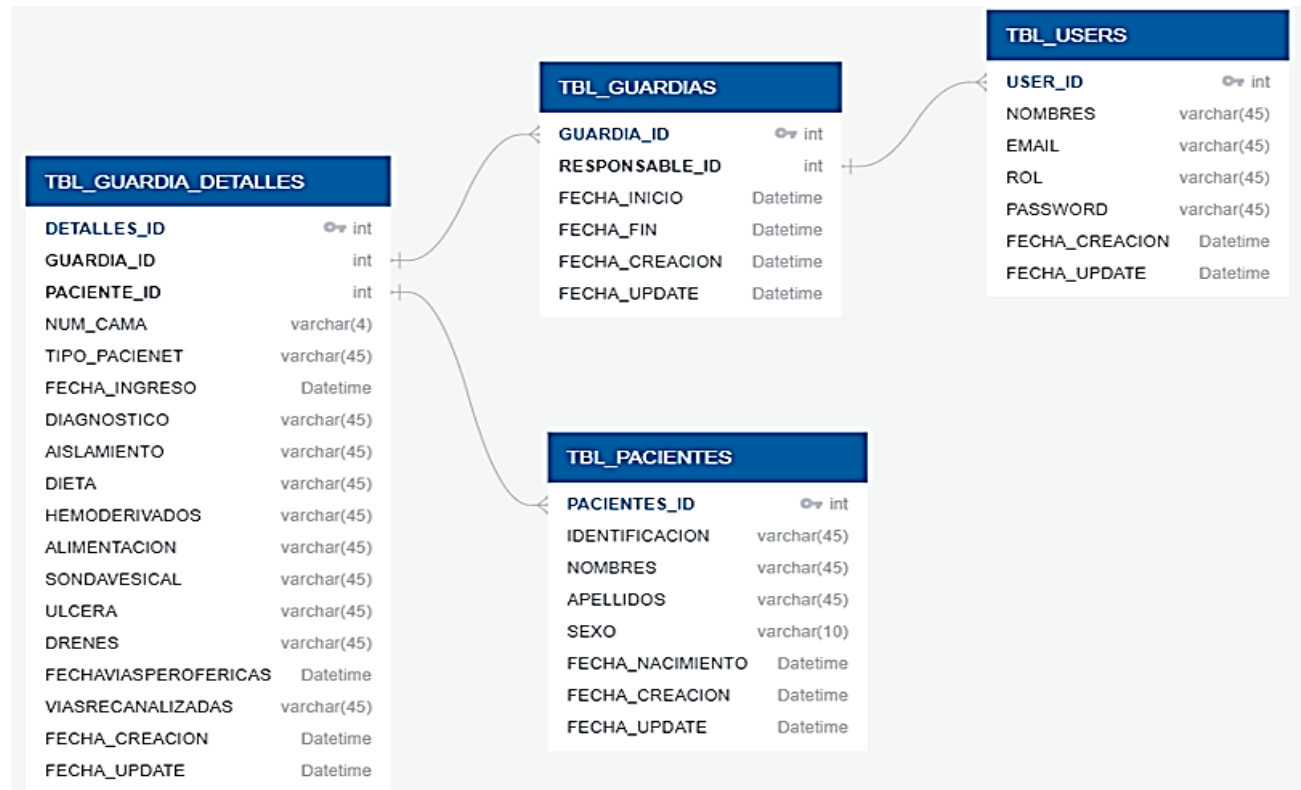 TBL_GUARDIA_DETALLES
DETALLES_ID int
GUARDIA_ID int
PACIENTE_ID int
NUM_CAMA varchar(4)
TIPO_PACIENET varchar(45)
FECHA_INGRESO Datetime
DIAGNOSTICO varchar(45)
AISLAMIENTO varchar(45)
DIETA varchar(45)
HEMODERIVADOS varchar(45)
ALIMENTACION varchar(45)
SONDAVESICAL varchar(45)
ULCERA varchar(45)
DRENES varchar(45)
FECHAVIASPEROFERICAS Datetime
VIASRECANALIZADAS varchar(45)
FECHA_CREACION Datetime
FECHA_UPDATE Datetime
TBL_GUARDIAS
GUARDIA_ID int
RESPONSABLE_ID int
FECHA_INICIO Datetime
FECHA_FIN Datetime
FECHA_CREACION Datetime
FECHA_UPDATE Datetime
TBL_USERS
USER_ID int
NOMBRES varchar(45)
EMAIL varchar(45)
ROL varchar(45)
PASSWORD varchar(45)
FECHA_CREACION Datetime
FECHA_UPDATE Datetime
TBL_PACIENTES
PACIENTES_ID int
IDENTIFICACION varchar(45)
NOMBRES varchar(45)
APELLIDOS varchar(45)
SEXO varchar(10)
FECHA_NACIMIENTO Datetime
FECHA_CREACION Datetime
FECHA_UPDATE Datetime